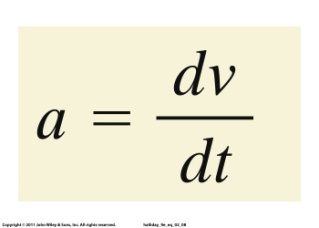 a = dv/dt
Copyright © 2011 John Wiley & Sons, Inc. All rights reserved. halliday_9e_eq_02_08